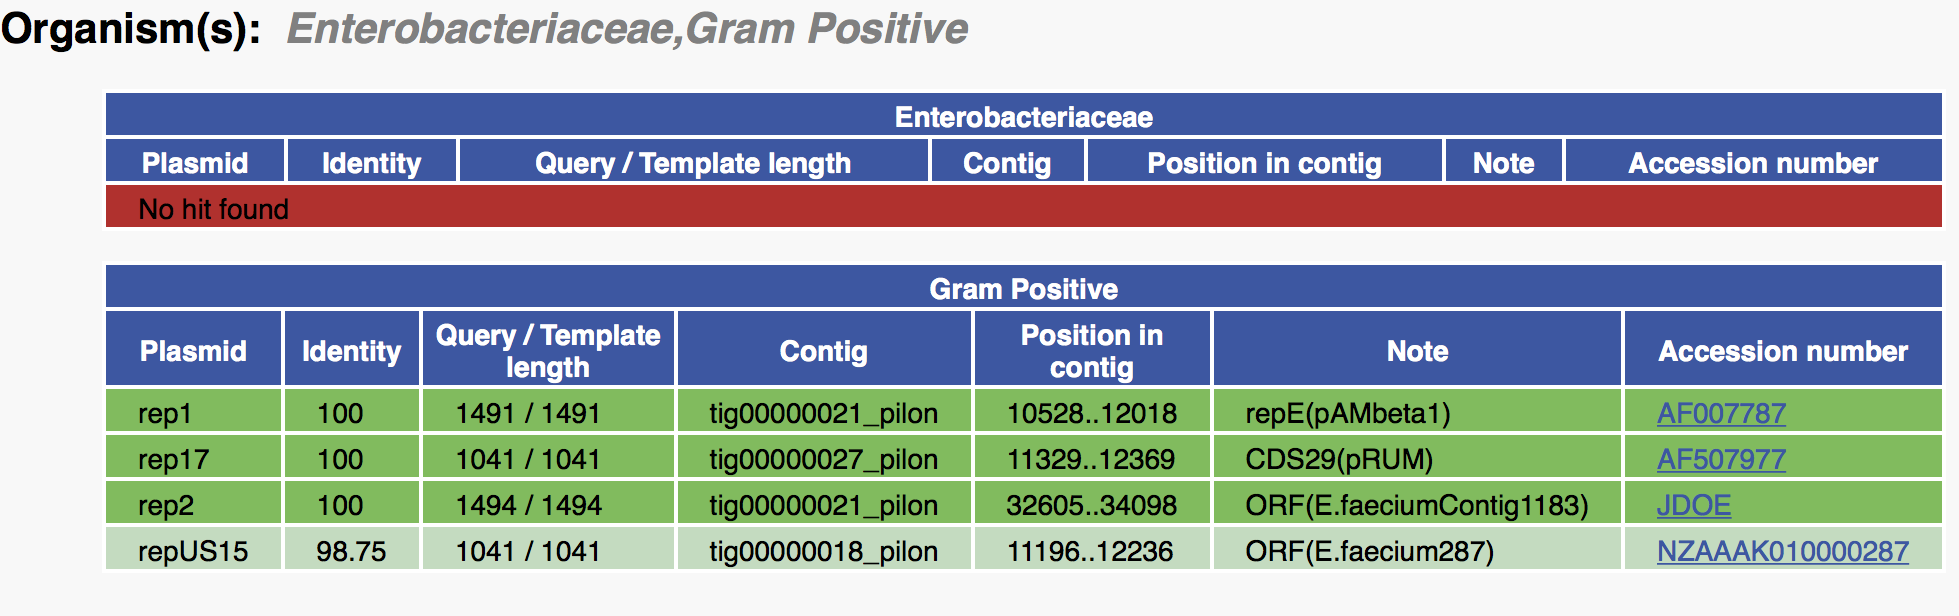 Organism(s): Enterobacteriaceae,Gram Positive
Enterobacteriaceae
Plasmid Identity Query / Template length Contig Position in contig Note Accession number
No hit found
Gram Positive
Plasmid Identity Query / Template length Contig Position in contig Note Accession number
rep1 100 1491 / 1491 tig00000021_pilon 10528..12018 repE(pAMbeta1) AF007787
rep17 100 1041 / 1041 tig00000027_pilon 11329..12369 CDS29(pRUM) AF507977
rep2 100 1494 / 1494 tig00000021_pilon 32605..34098 ORF(E.faeciumContig1183) JDOE
repUS15 98.75 1041 / 1041 tig00000018_pilon 11196..12236 ORF(E.faecium287) NZAAAK010000287